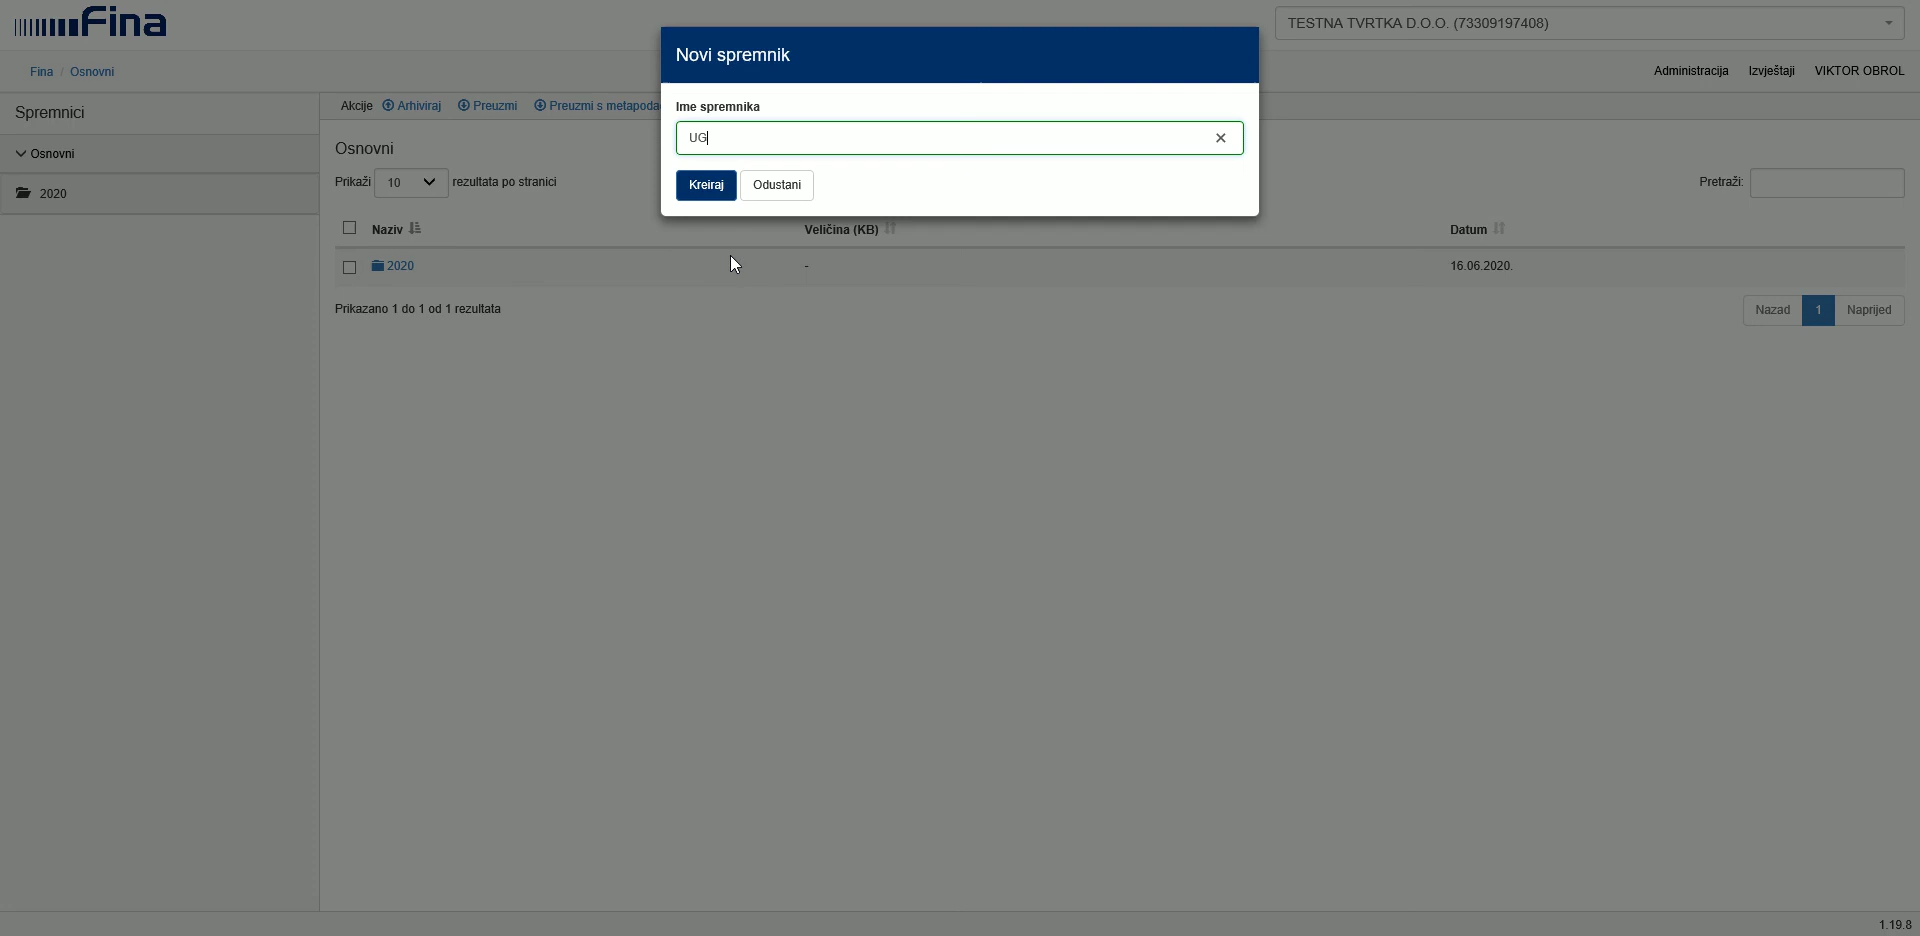 Fina
TESTNA TVRTKA D.O.O. (73309197408)
Novi spremnik
Fina / Osnovni
Administracija Izvještaji VIKTOR OBROL
Spremnici
Akcije Arhiviraj Preuzmi Preuzmi s metapoda
Ime spremnika
UG
Osnovni
Osnovni
Prikaži 10 rezultata po stranici
Kreiraj Odustani
Pretraži:
2020
Naziv Veličina (KB) Datum
2020 - 16.06.2020.
Prikazano 1 do 1 od 1 rezultata
Nazad 1 Naprijed
1.19.8